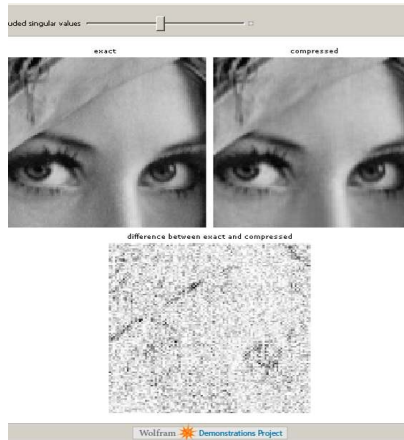 uded singular values
exact compressed
difference between exact and compressed
Wolfram Demonstrations Project